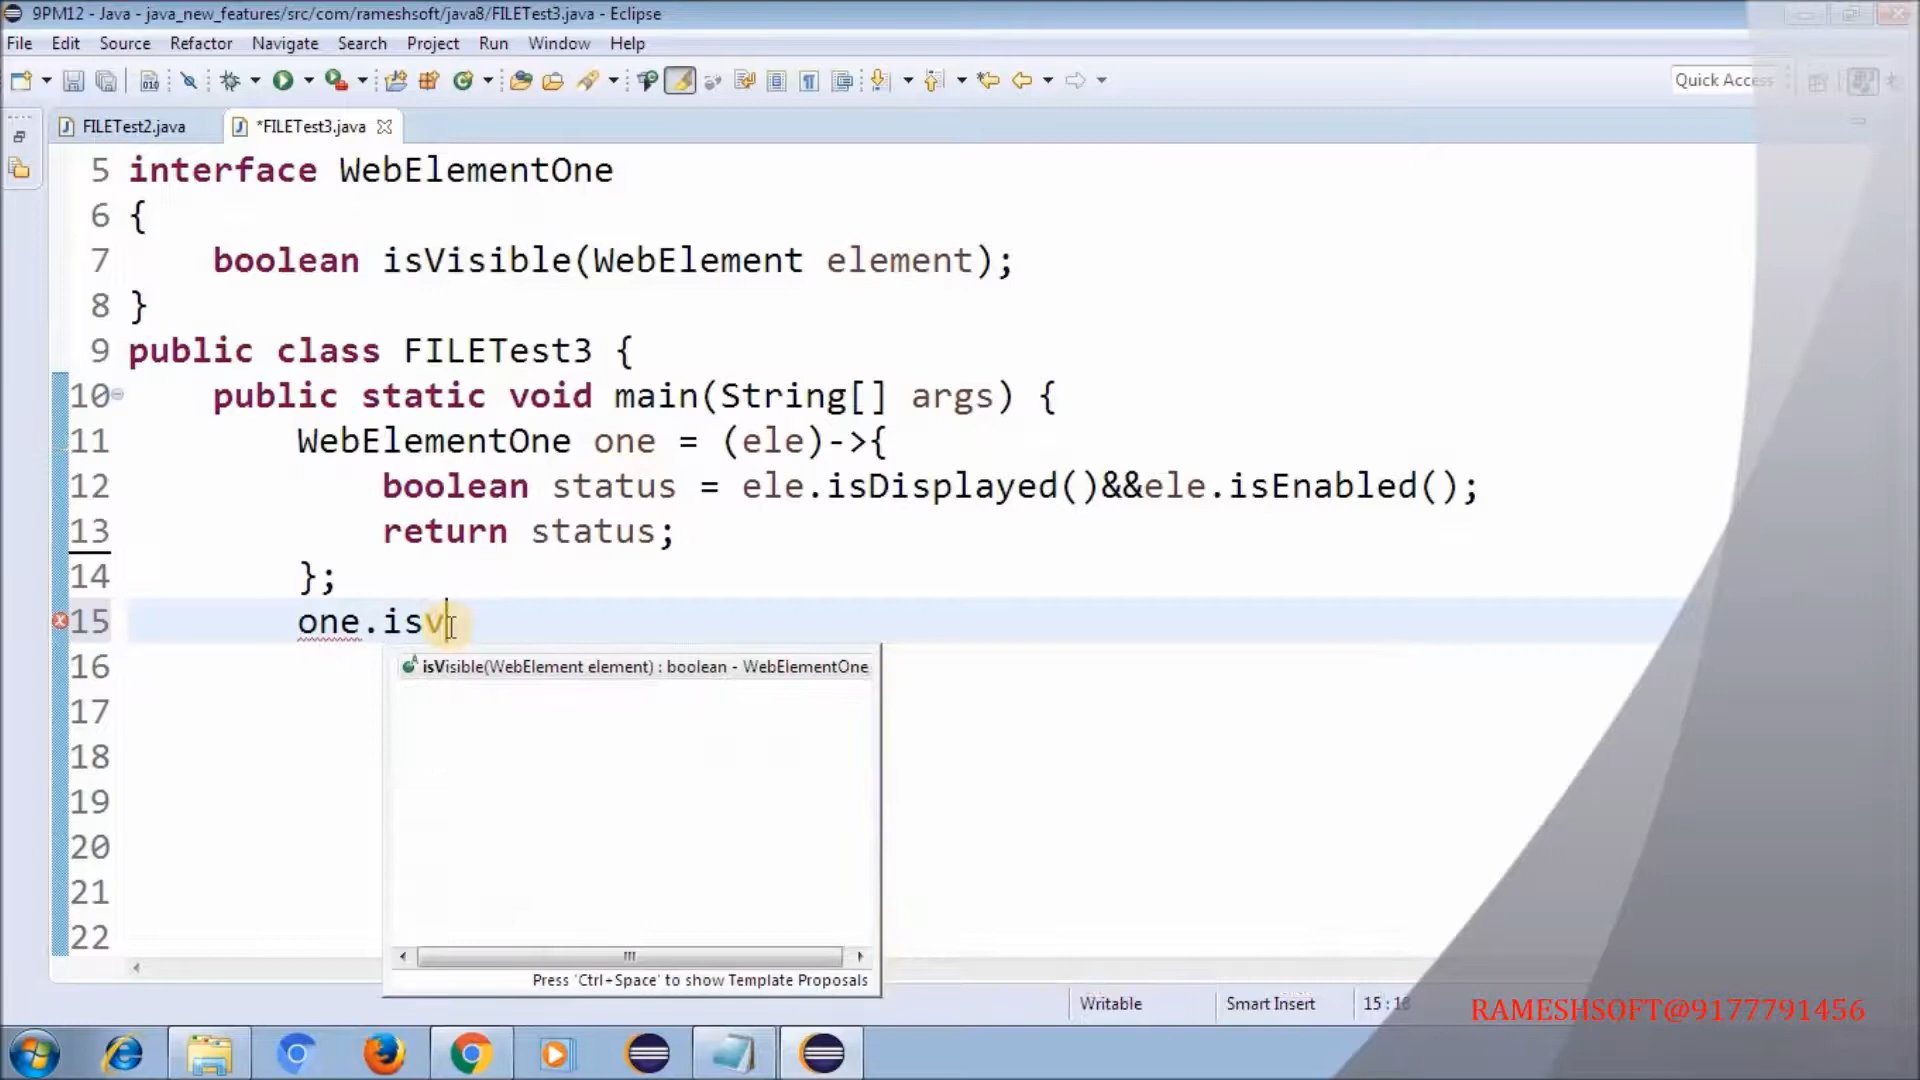 9PM12 - Java - java_new_features/src/com/rameshsoft/java8/FILETest3.java - Eclipse
File Edit Source Refactor Navigate Search Project Run Window Help
Quick Access
FILETest2.java *FILETest3.java
5 interface WebElementOne
6 {
7 boolean isVisible(WebElement element);
8 }
9 public class FILETest3 {
10 public static void main(String[] args) {
11 WebElementOne one = (ele)->{
12 boolean status = ele.isDisplayed()&&ele.isEnabled();
13 return status;
14 };
15 one.isv
16 isVisible(WebElement element) : boolean - WebElementOne
17
18
19
20
21
22
Press 'Ctrl+Space' to show Template Proposals
Writable Smart Insert
RAMESHSOFT@9177791456